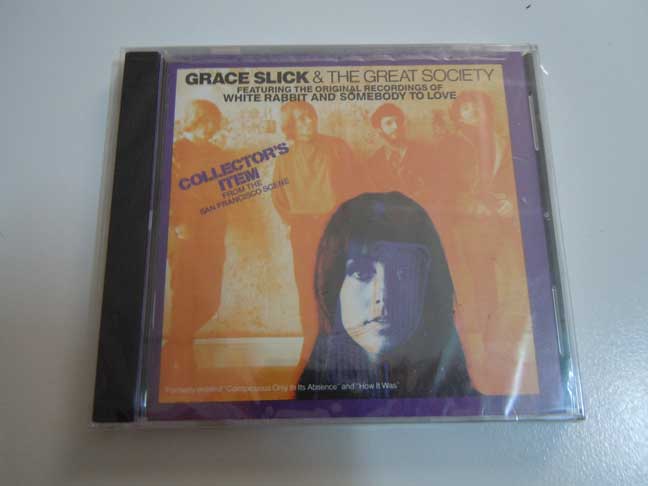 GRACE SLICK & THE GREAT SOCIETY
FEATURING THE ORIGINAL RECORDINGS OF
WHITE RABBIT AND SOMEBODY TO LOVE
COLLECTOR'S
ITEM
FROM THE
SAN FRANCISCO SCENE
Formerly entitled "Conspicuous Only In Its Absence" and "How It Was"